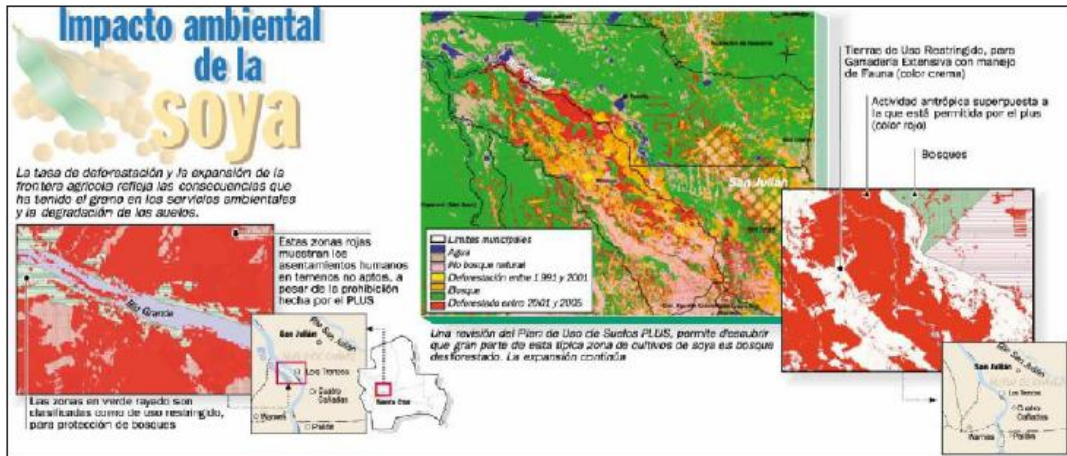 Impacto ambiental
de la
soya
La tasa de deforestación y la expansión de la
frontera agrícola refleja las consecuencias que
ha tenido el grano en los servicios ambientales
y la degradación de los suelos.
Estas zonas rojas
muestran los
asentamientos humanos
en terrenos no aptos, a
pesar de la prohibición
hecha por el PLUS
Río Grande
Las zonas en verde rayado son
clasificadas como de uso restringido,
para protección de bosques
San Julián
Río San Julián
Los Troncos
Cuatro
Cañadas
Warnes
Pailón
Santa Cruz
San Julián
Límites municipales
Agua
No bosque natural
Deforestación entre 1991 y 2001
Bosque
Deforestado entre 2001 y 2005
Una revisión del Plan de Uso de Suelos PLUS, permite descubrir
que gran parte de esta típica zona de cultivos de soya es bosque
desforestado. La expansión continúa
Tierras de Uso Restringido, para
Ganadería Extensiva con manejo
de Fauna (color crema)
Actividad antrópica superpuesta a
la que está permitida por el plus
(color rojo)
Bosques
Río San Julián
San Julián
Los Troncos
Cuatro
Cañadas
Warnes
Pailón